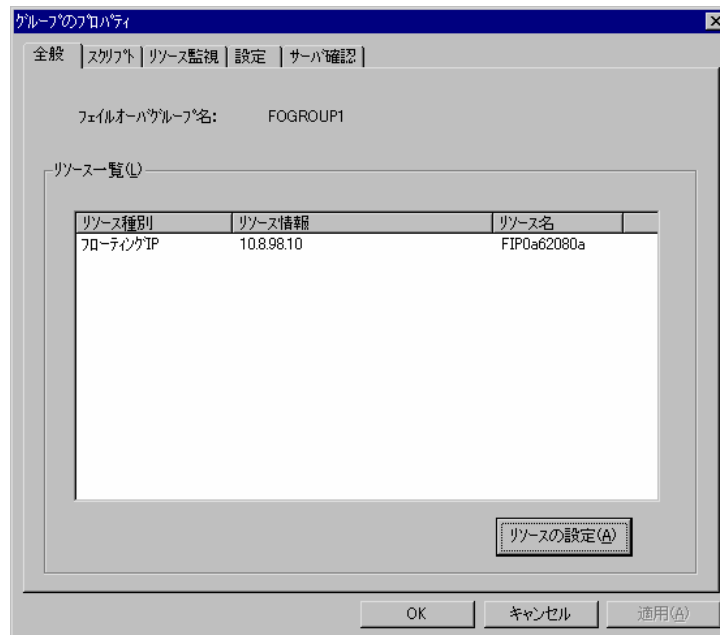 グループのプロパティ
全般 スクリプト リソース監視 設定 サーバ確認
フェイルオーバグループ名: FOGROUP1
リソース一覧(L)
リソース種別 リソース情報 リソース名
フローティングIP 10.8.98.10 FIP0a62080a
リソースの設定(A)
OK キャンセル 適用(A)